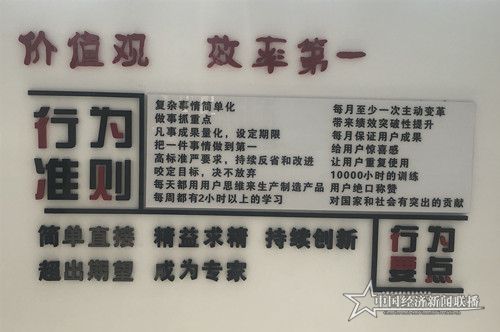 价值观 效率第一
行为准则
复杂事情简单化
做事抓重点
凡事成果量化，设定期限
把一件事情做到第一
高标准严要求，持续反省和改进
咬定目标，决不放弃
每天都用用户思维来生产制造产品
每周都有2小时以上的学习
每月至少一次主动变革
带来绩效突破性提升
每月保证用户成果
给用户惊喜感
让用户重复使用
10000小时的训练
用户绝口称赞
对国家和社会有突出的贡献
简单直接 精益求精 持续创新
超出期望 成为专家
行为要点
中国经济新闻联播